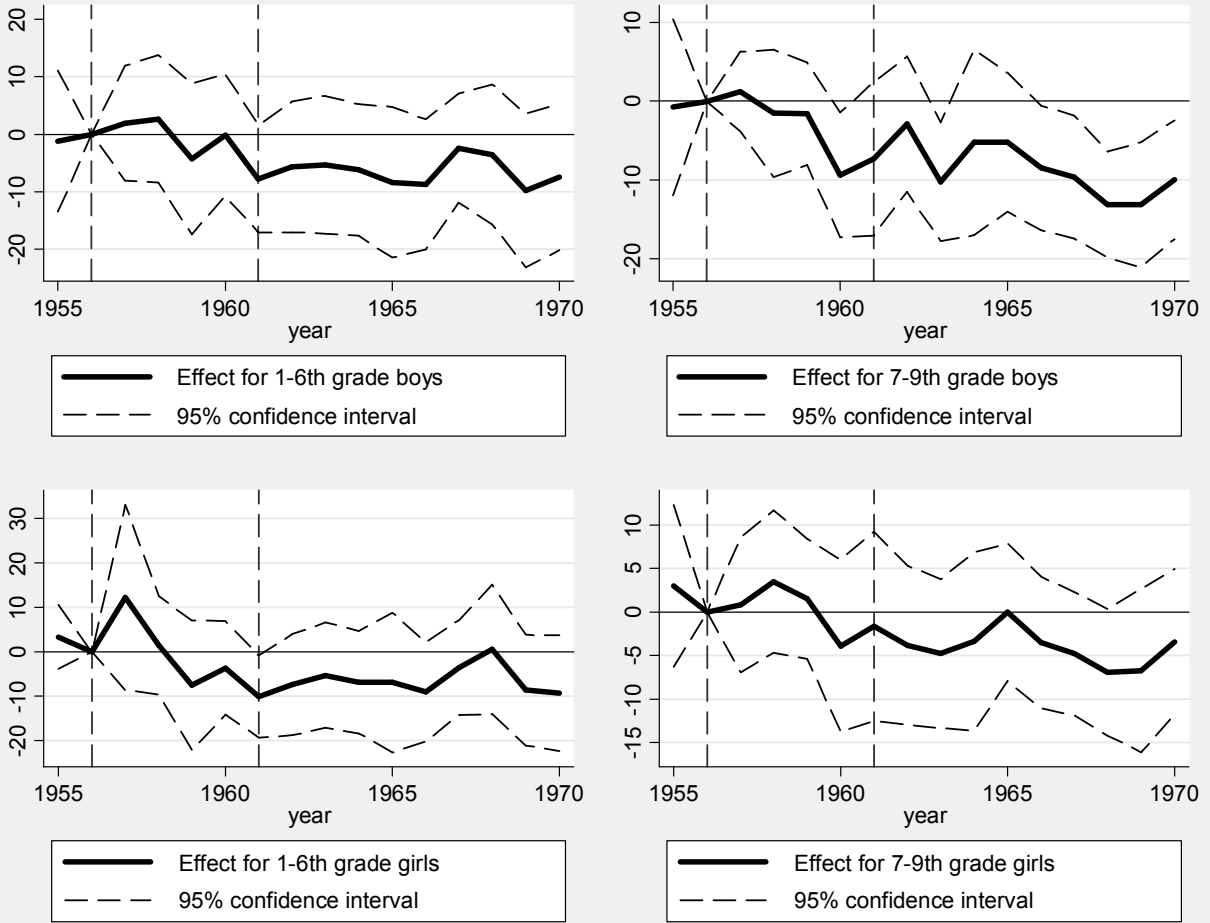 20
10
0
-10
-20
1955 1960 1965 1970
year
Effect for 1-6th grade boys
95% confidence interval
10
0
-10
-20
1955 1960 1965 1970
year
Effect for 7-9th grade boys
95% confidence interval
30
20
10
0
-10
-20
1955 1960 1965 1970
year
Effect for 1-6th grade girls
95% confidence interval
10
5
0
-5
-10
-15
1955 1960 1965 1970
year
Effect for 7-9th grade girls
95% confidence interval